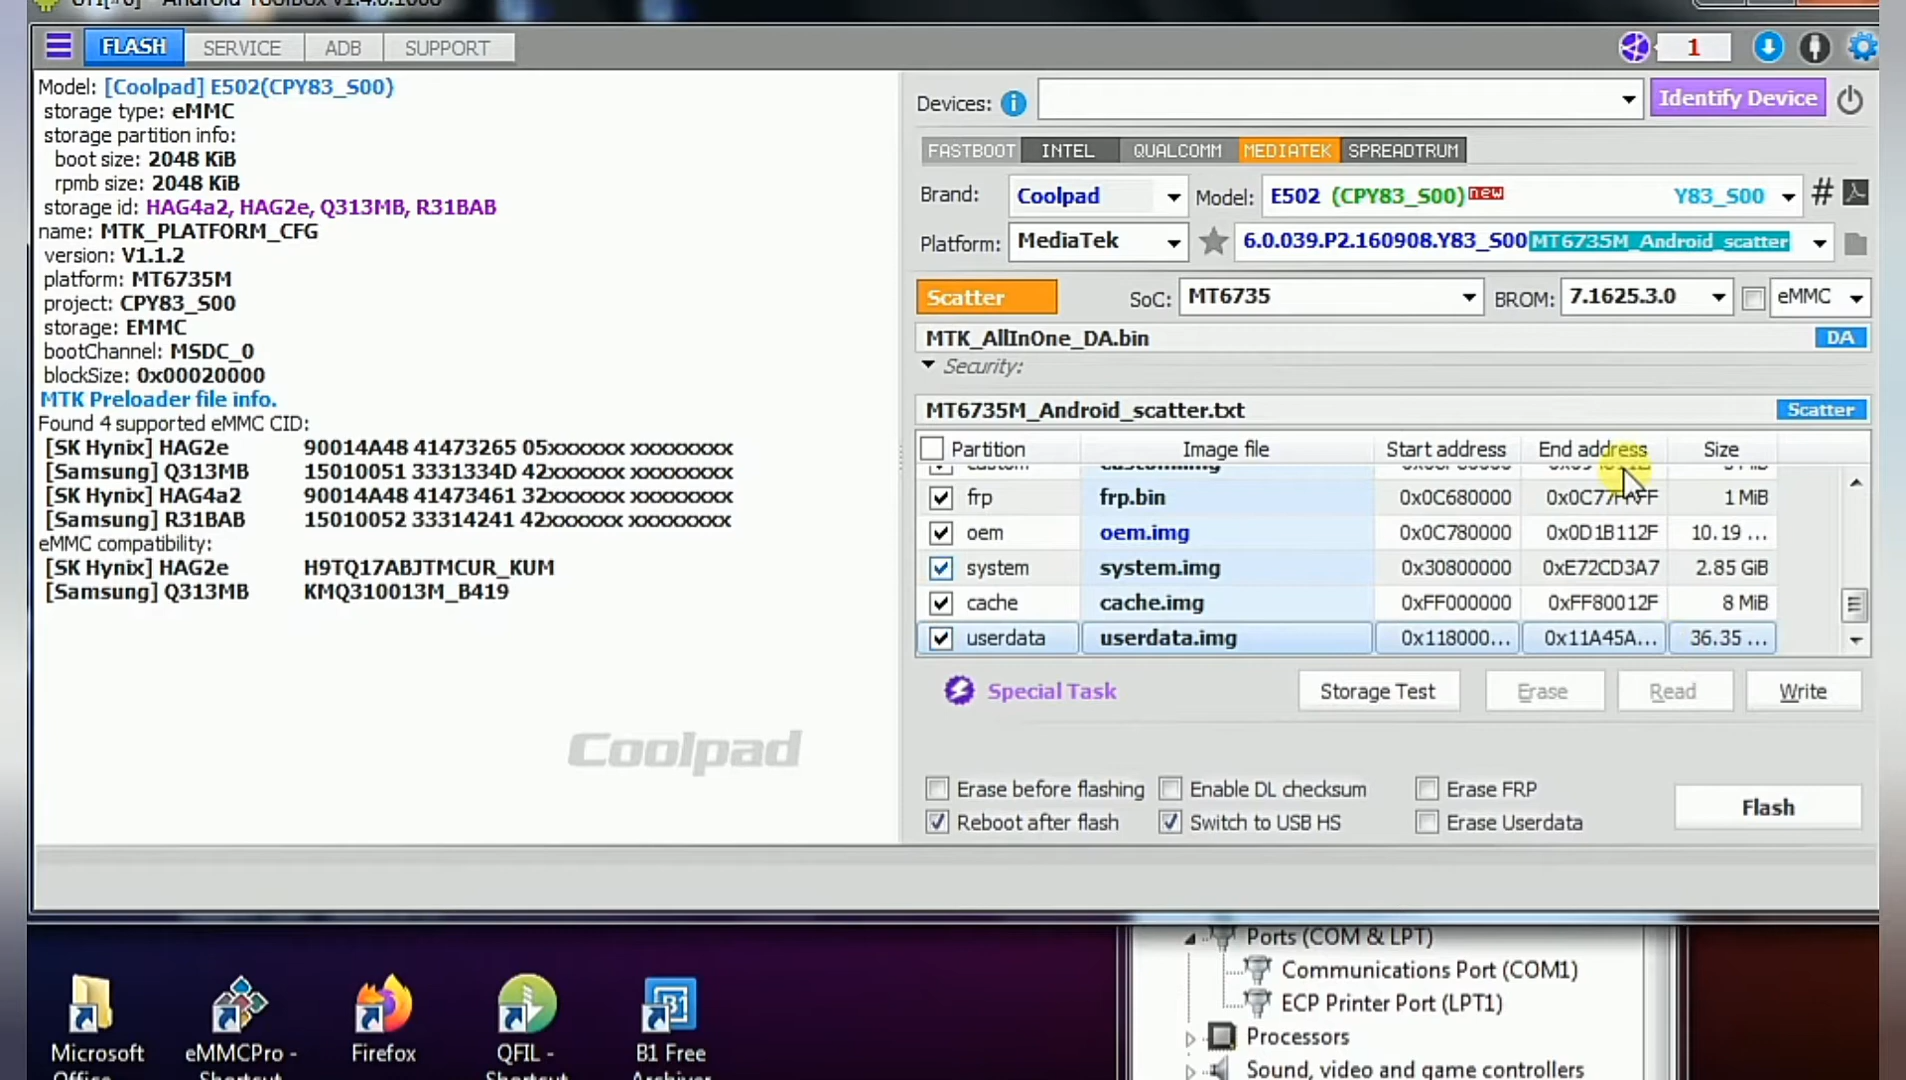 Android Toolbox v1.4.0.1000
FLASH SERVICE ADB SUPPORT
1
Model: [Coolpad] E502(CPY83_S00)
storage type: eMMC
storage partition info:
boot size: 2048 KiB
rpmb size: 2048 KiB
storage id: HAG4a2, HAG2e, Q313MB, R31BAB
name: MTK_PLATFORM_CFG
version: V1.1.2
platform: MT6735M
project: CPY83_S00
storage: EMMC
bootChannel: MSDC_0
blockSize: 0x00020000
MTK Preloader file info.
Found 4 supported eMMC CID:
[SK Hynix] HAG2e 90014A48 41473265 05xxxxxx xxxxxxxx
[Samsung] Q313MB 15010051 3331334D 42xxxxxx xxxxxxxx
[SK Hynix] HAG4a2 90014A48 41473461 32xxxxxx xxxxxxxx
[Samsung] R31BAB 15010052 33314241 42xxxxxx xxxxxxxx
eMMC compatibility:
[SK Hynix] HAG2e H9TQ17ABJTMCUR_KUM
[Samsung] Q313MB KMQ310013M_B419
Coolpad
Devices: Identify Device
FASTBOOT INTEL QUALCOMM MEDIATEK SPREADTRUM
Brand: Coolpad Model: E502 (CPY83_S00) new Y83_S00 #
Platform: MediaTek 6.0.039.P2.160908.Y83_S00 MT6735M_Android_scatter
Scatter SoC: MT6735 BROM: 7.1625.3.0 eMMC
MTK_AllInOne_DA.bin DA
Security:
MT6735M_Android_scatter.txt Scatter
Partition Image file Start address End address Size
frp frp.bin 0x0C680000 0x0C77FAFF 1 MiB
oem oem.img 0x0C780000 0x0D1B112F 10.19 ...
system system.img 0x30800000 0xE72CD3A7 2.85 GiB
cache cache.img 0xFF000000 0xFF80012F 8 MiB
userdata userdata.img 0x118000... 0x11A45A... 36.35 ...
Special Task Storage Test Erase Read Write
Erase before flashing Enable DL checksum Erase FRP
Reboot after flash Switch to USB HS Erase Userdata
Flash
Ports (COM & LPT)
Communications Port (COM1)
ECP Printer Port (LPT1)
Processors
Sound, video and game controllers
Microsoft
Office ...
eMMCPro -
Shortcut
Firefox
QFIL -
Shortcut
B1 Free
Archiver